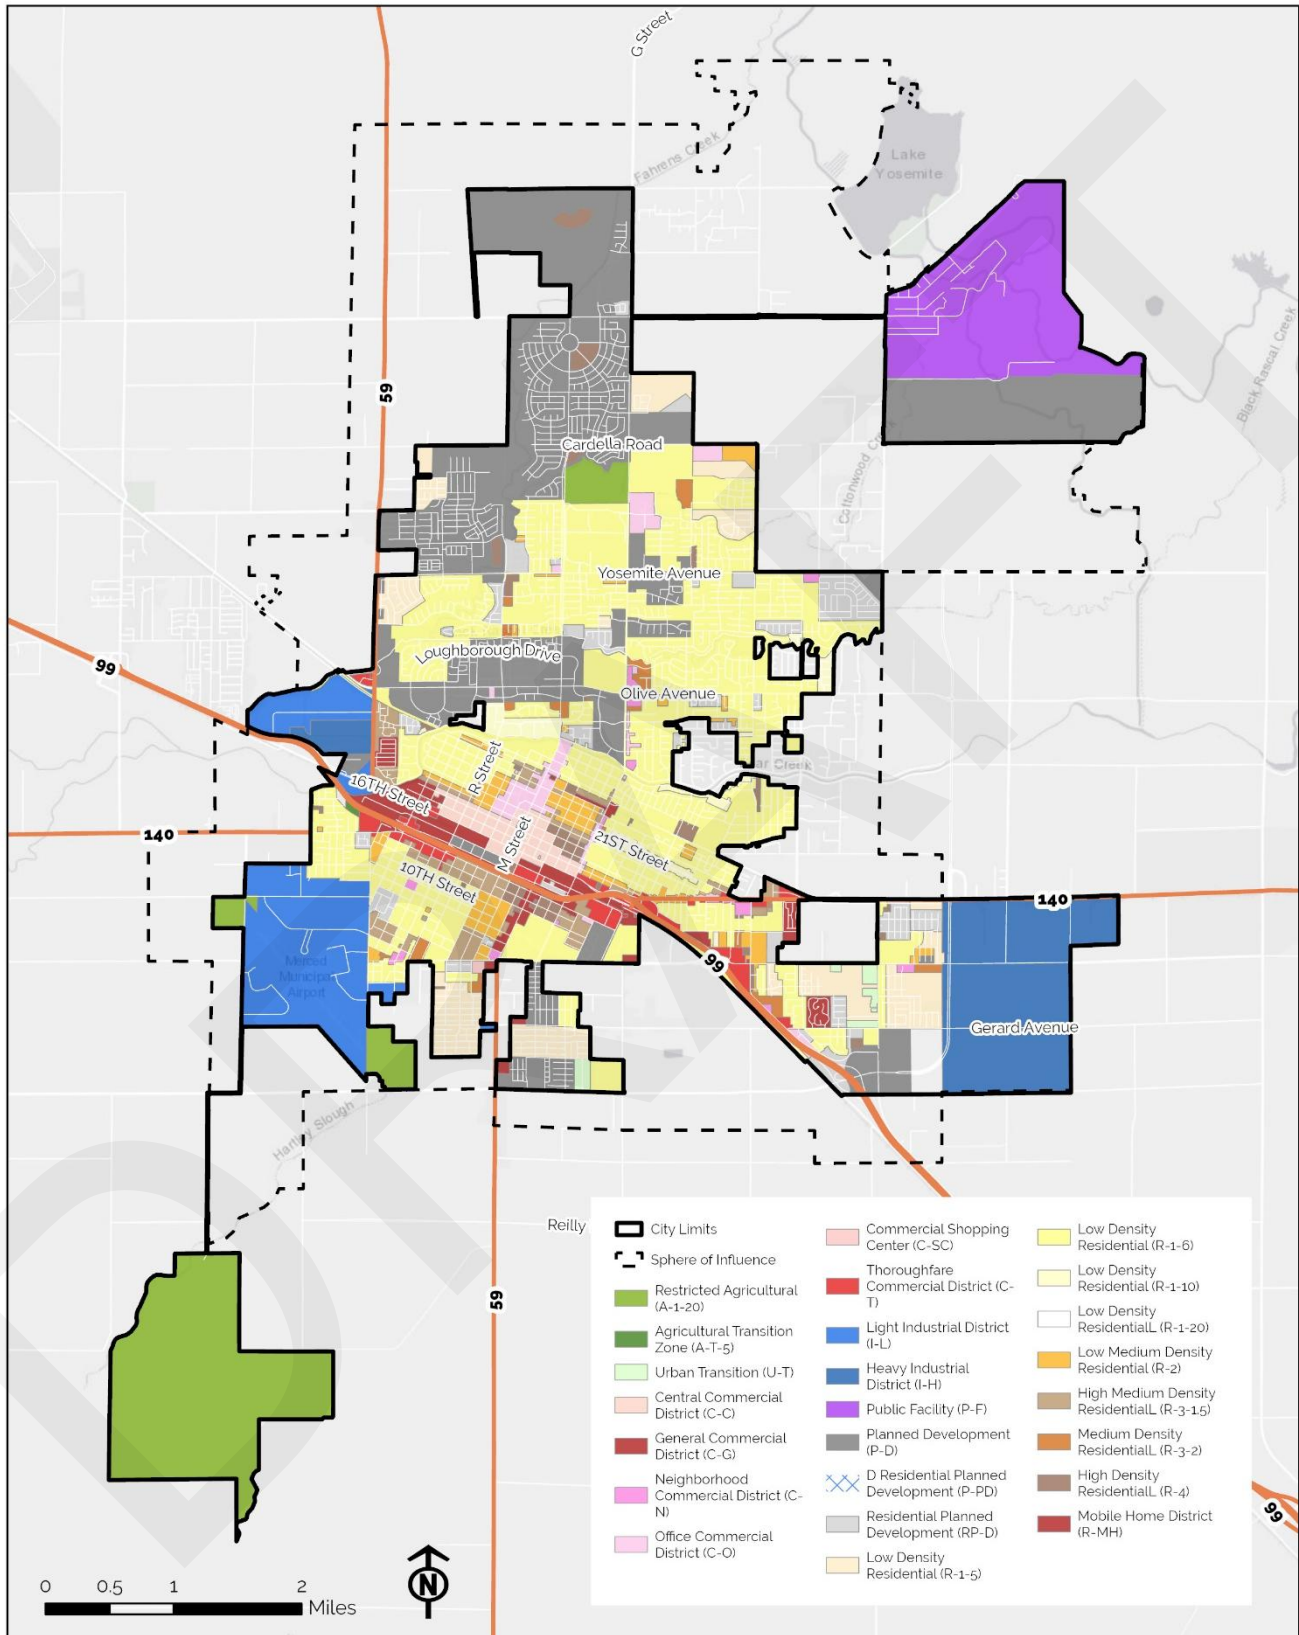 G Street
Fahrens Creek
Lake
Yosemite
59
Black Rascal Creek
Cardella Road
Cottonwood Creek
Yosemite Avenue
Loughborough Drive
99
Olive Avenue
R Street
ar Creek
16TH Street
140
M Street
21ST Street
10TH Street
140
99
Merced
Municipal
Airport
Gerard Avenue
Hartley Slough
59
Reilly
City Limits
Sphere of Influence
Restricted Agricultural
(A-1-20)
Agricultural Transition
Zone (A-T-5)
Urban Transition (U-T)
Central Commercial
District (C-C)
General Commercial
District (C-G)
Neighborhood
Commercial District (C-
N)
Office Commercial
District (C-O)
Commercial Shopping
Center (C-SC)
Thoroughfare
Commercial District (C-
T)
Light Industrial District
(I-L)
Heavy Industrial
District (I-H)
Public Facility (P-F)
Planned Development
(P-D)
D Residential Planned
Development (P-PD)
Residential Planned
Development (RP-D)
Low Density
Residential (R-1-5)
Low Density
Residential (R-1-6)
Low Density
Residential (R-1-10)
Low Density
ResidentialL (R-1-20)
Low Medium Density
Residential (R-2)
High Medium Density
ResidentialL (R-3-1.5)
Medium Density
ResidentialL (R-3-2)
High Density
ResidentialL (R-4)
Mobile Home District
(R-MH)
99
0 0.5 1 2
Miles
N
DRAFT